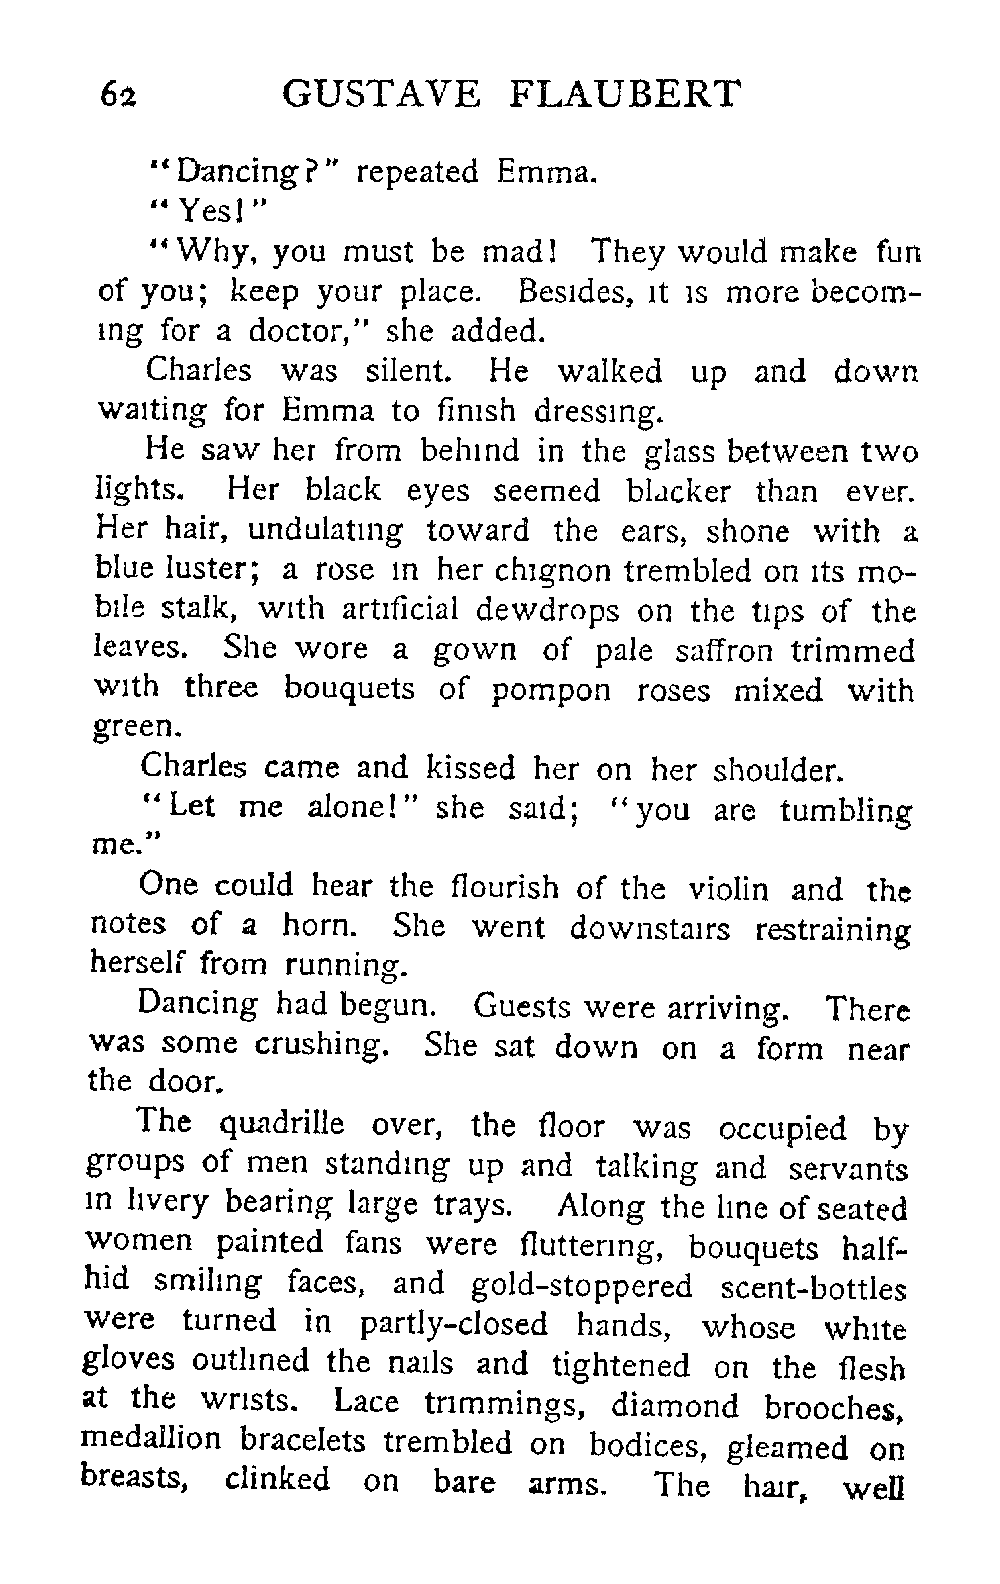 62 GUSTAVE FLAUBERT
"Dancing?" repeated Emma.
"Yes!"
"Why, you must be mad! They would make fun
of you; keep your place. Besides, it is more becom-
ing for a doctor," she added.
Charles was silent. He walked up and down
waiting for Emma to finish dressing.
He saw her from behind in the glass between two
lights. Her black eyes seemed blacker than ever.
Her hair, undulating toward the ears, shone with a
blue luster; a rose in her chignon trembled on its mo-
bile stalk, with artificial dewdrops on the tips of the
leaves. She wore a gown of pale saffron trimmed
with three bouquets of pompon roses mixed with
green.
Charles came and kissed her on her shoulder.
"Let me alone!" she said; "you are tumbling
me."
One could hear the flourish of the violin and the
notes of a horn. She went downstairs restraining
herself from running.
Dancing had begun. Guests were arriving. There
was some crushing. She sat down on a form near
the door.
The quadrille over, the floor was occupied by
groups of men standing up and talking and servants
in livery bearing large trays. Along the line of seated
women painted fans were fluttering, bouquets half-
hid smiling faces, and gold-stoppered scent-bottles
were turned in partly-closed hands, whose white
gloves outlined the nails and tightened on the flesh
at the wrists. Lace trimmings, diamond brooches,
medallion bracelets trembled on bodices, gleamed on
breasts, clinked on bare arms. The hair, well